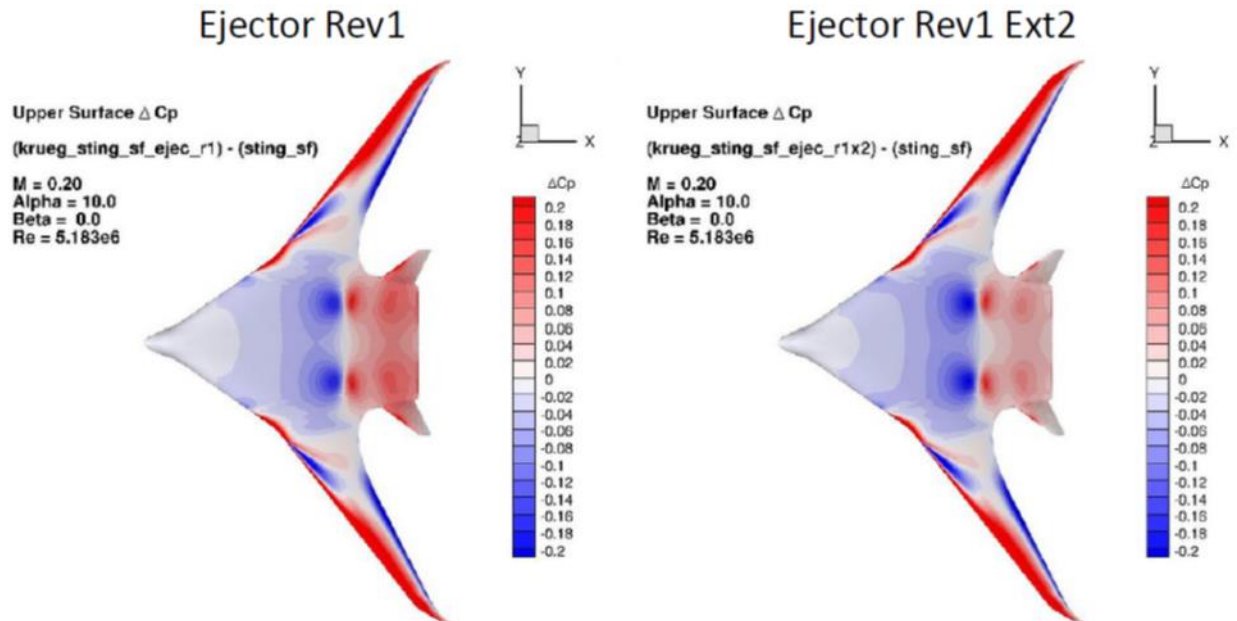 Ejector Rev1
Upper Surface Δ Cp
(krueg_sting_sf_ejec_r1) - (sting_sf)
M = 0.20
Alpha = 10.0
Beta = 0.0
Re = 5.183e6
Y
Z
X
ΔCp
0.2
0.18
0.16
0.14
0.12
0.1
0.08
0.06
0.04
0.02
0
-0.02
-0.04
-0.06
-0.08
-0.1
-0.12
-0.14
-0.16
-0.18
-0.2
Ejector Rev1 Ext2
Upper Surface Δ Cp
(krueg_sting_sf_ejec_r1x2) - (sting_sf)
M = 0.20
Alpha = 10.0
Beta = 0.0
Re = 5.183e6
Y
Z
X
ΔCp
0.2
0.18
0.16
0.14
0.12
0.1
0.08
0.06
0.04
0.02
0
-0.02
-0.04
-0.06
-0.08
-0.1
-0.12
-0.14
-0.16
-0.18
-0.2